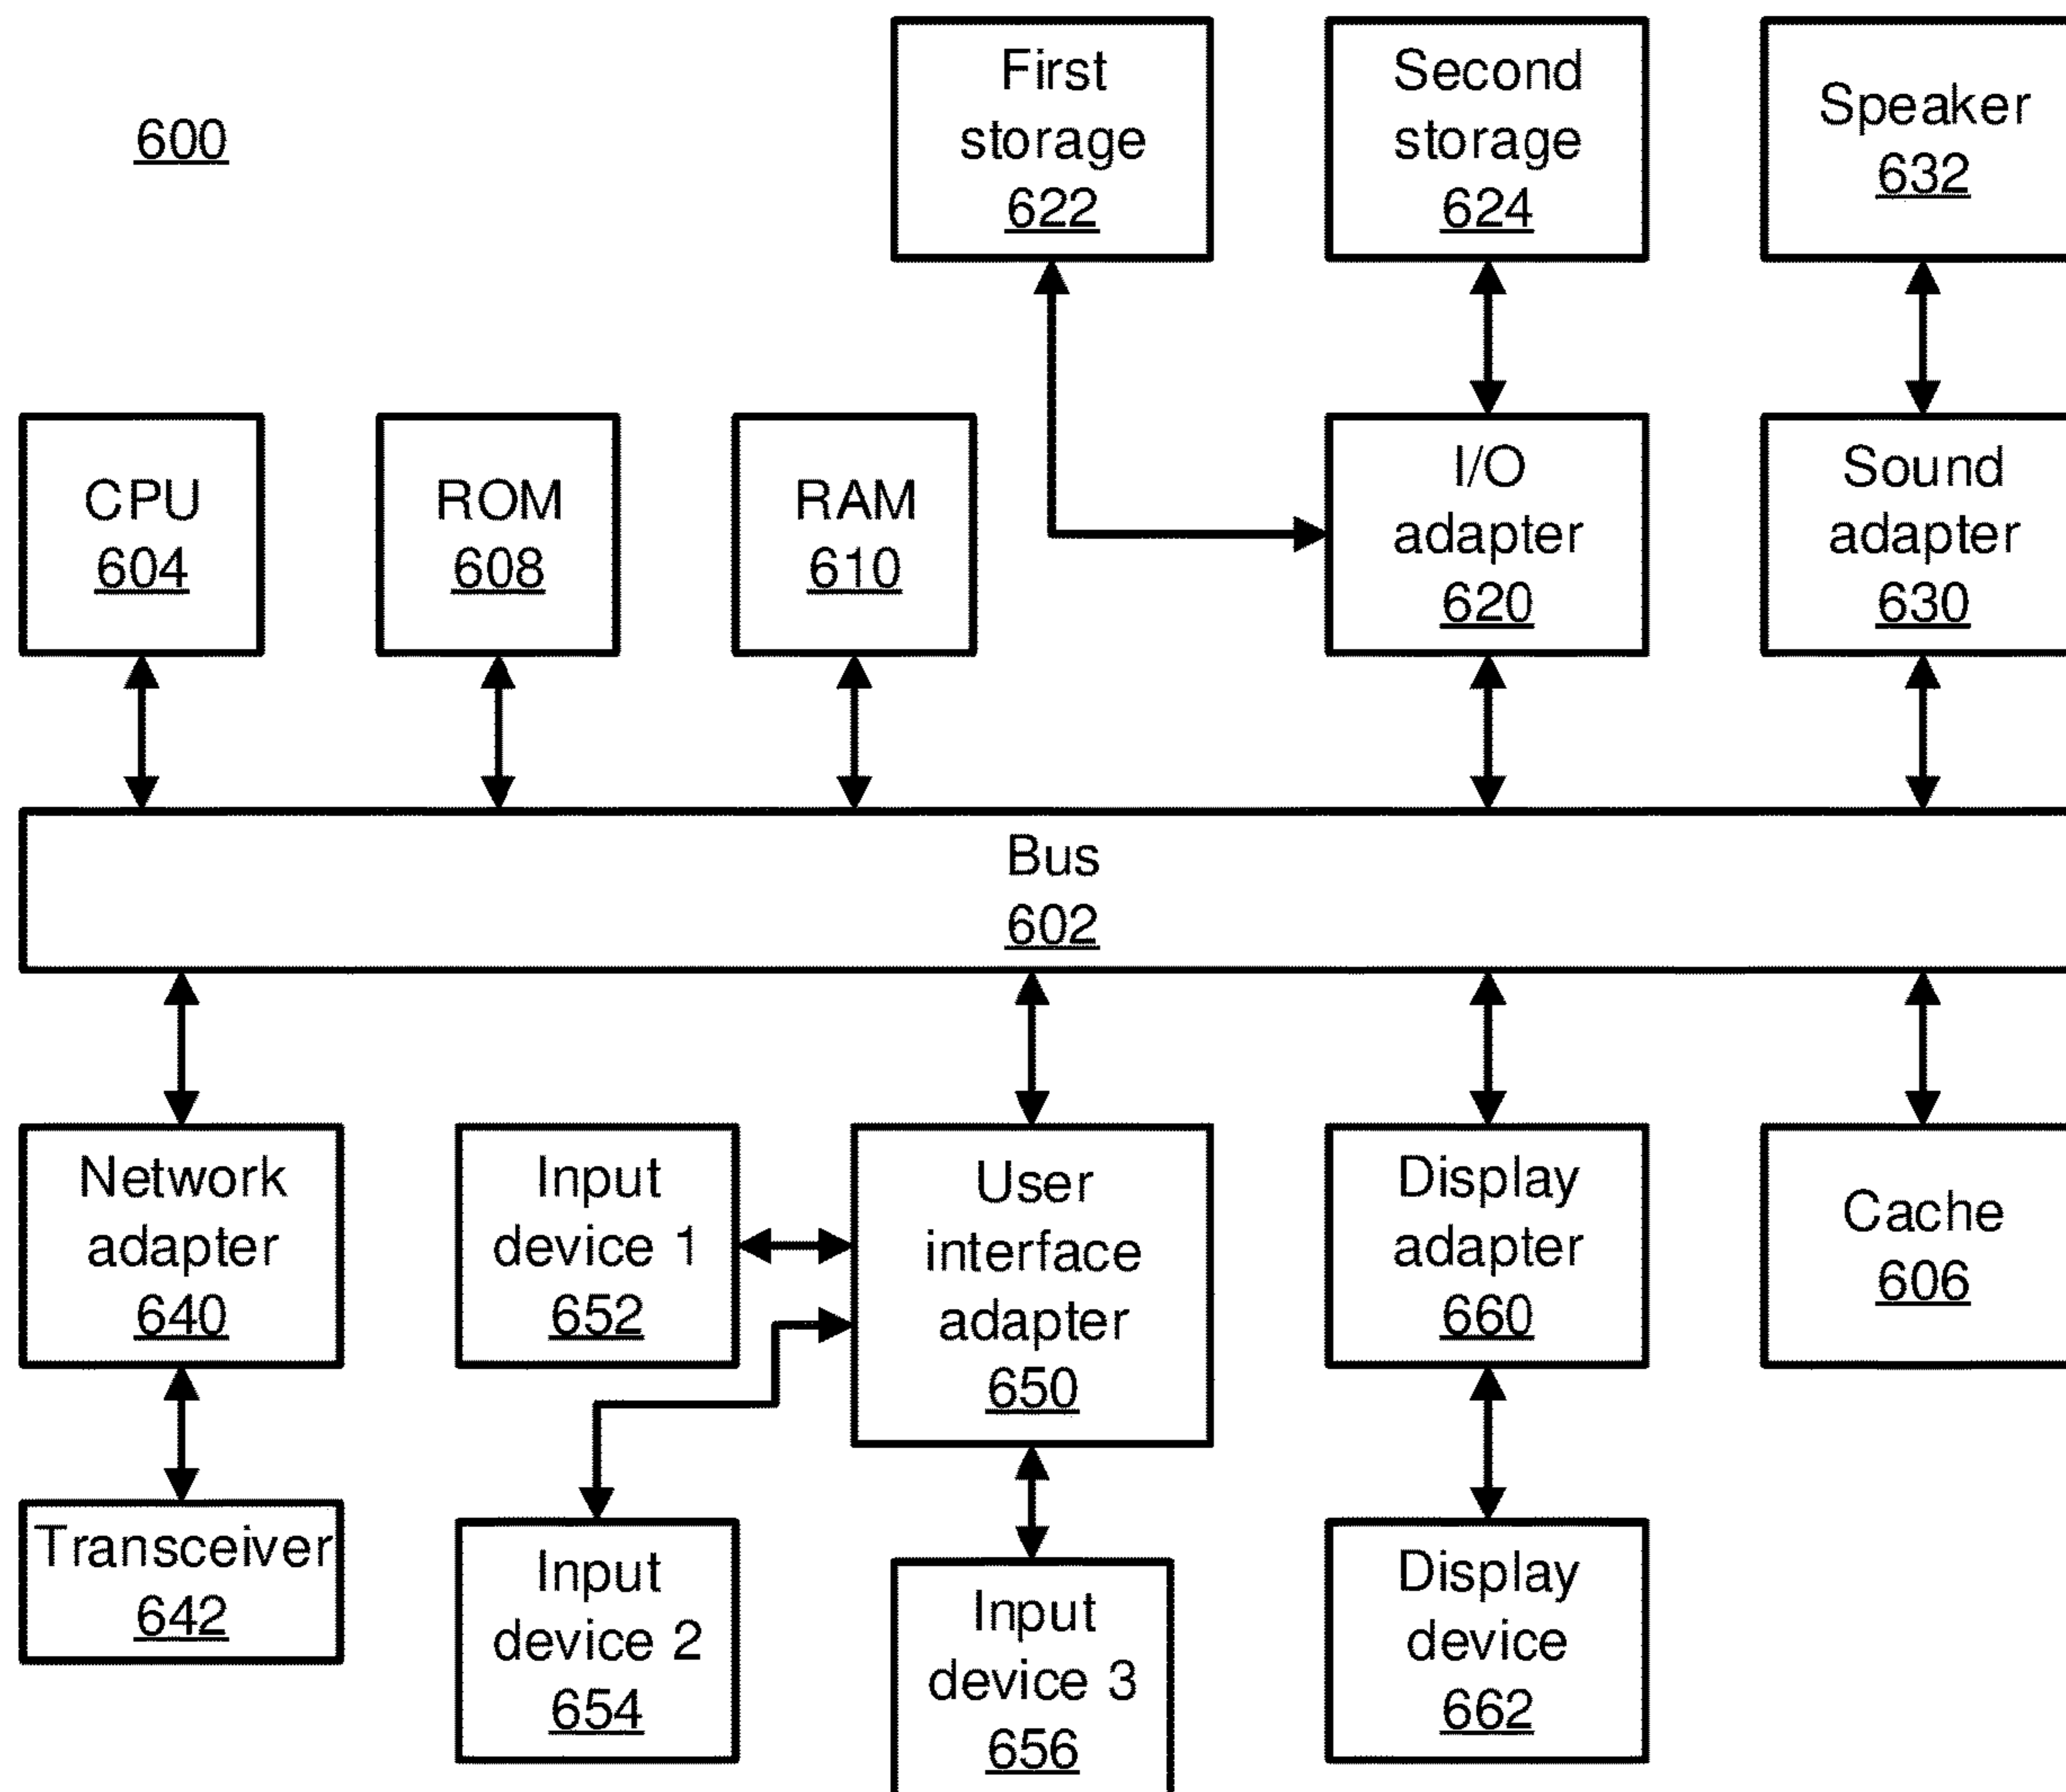 600
First
storage
622
Second
storage
624
Speaker
632
CPU
604
ROM
608
RAM
610
I/O
adapter
620
Sound
adapter
630
Bus
602
Network
adapter
640
Input
device 1
652
User
interface
adapter
650
Display
adapter
660
Cache
606
Transceiver
642
Input
device 2
654
Input
device 3
656
Display
device
662